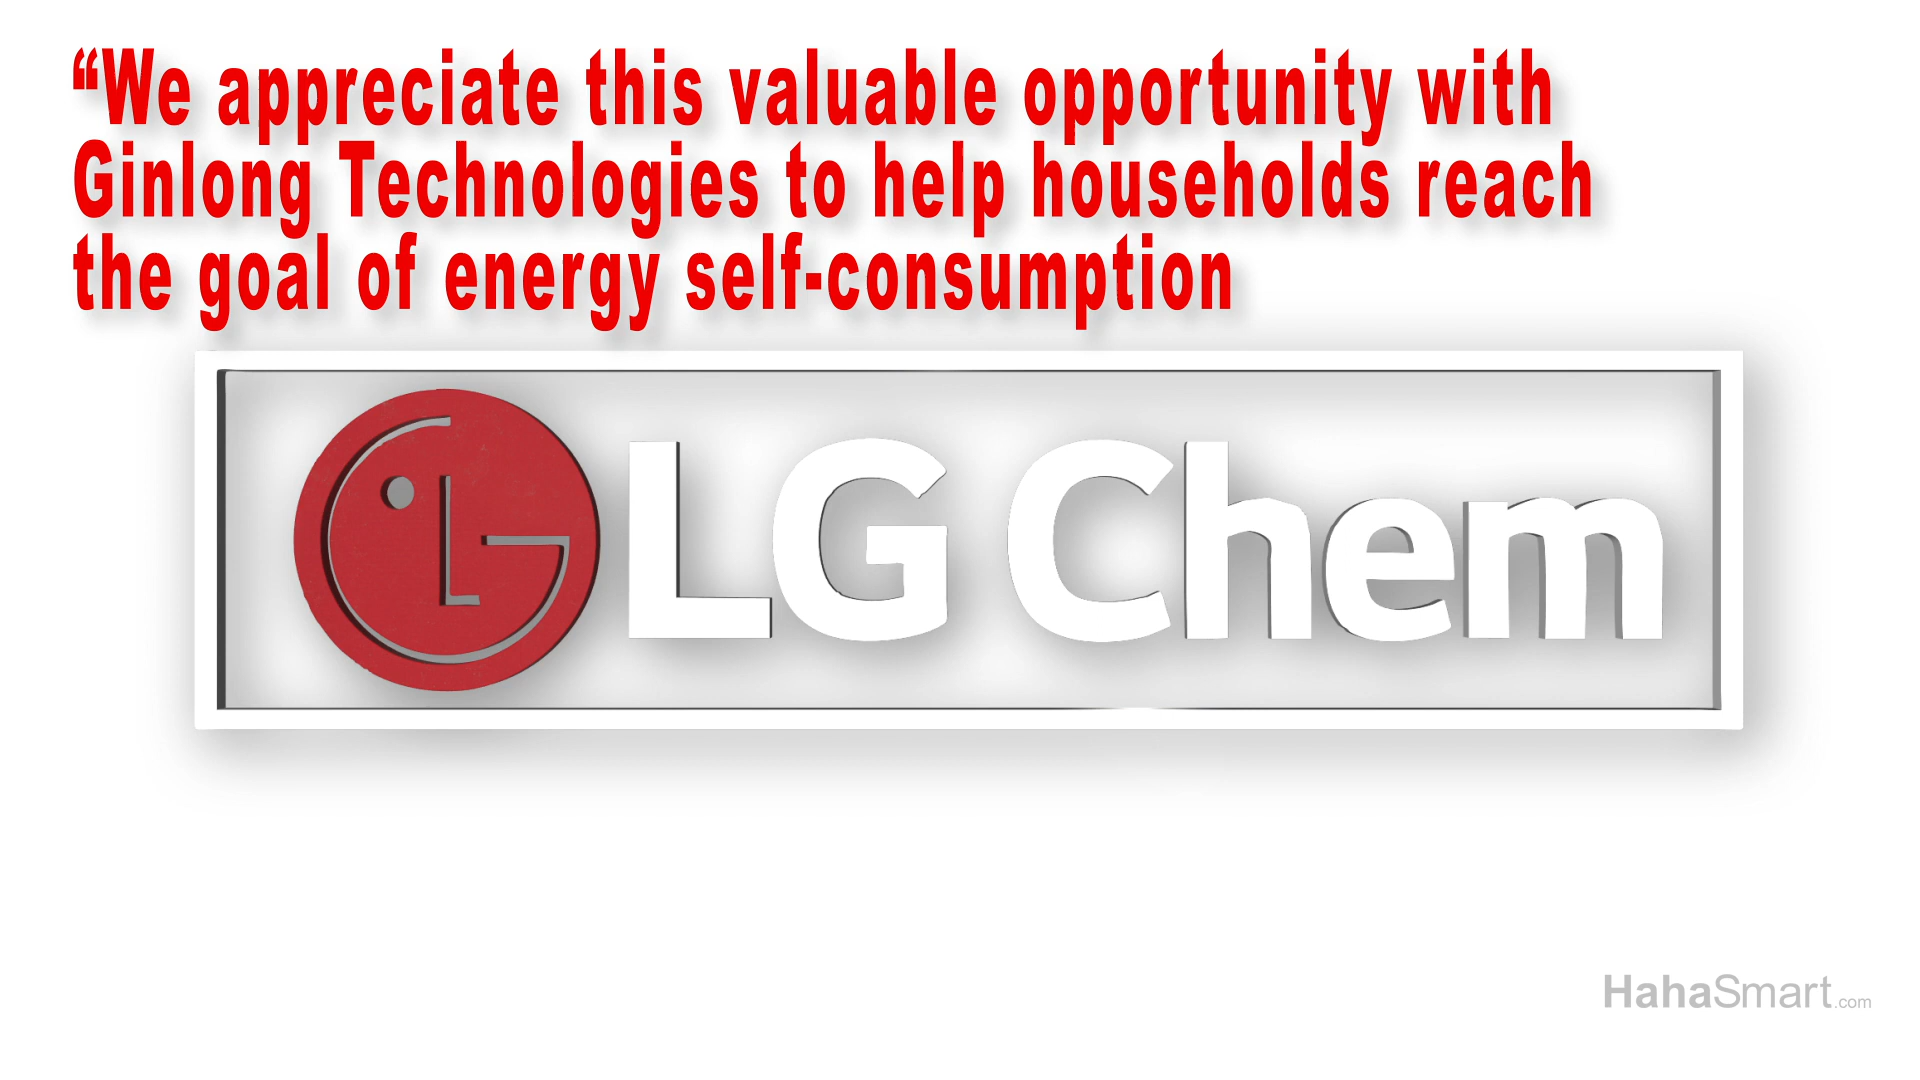 “We appreciate this valuable opportunity with
Ginlong Technologies to help households reach
the goal of energy self-consumption
LG LG Chem
HahaSmart.com